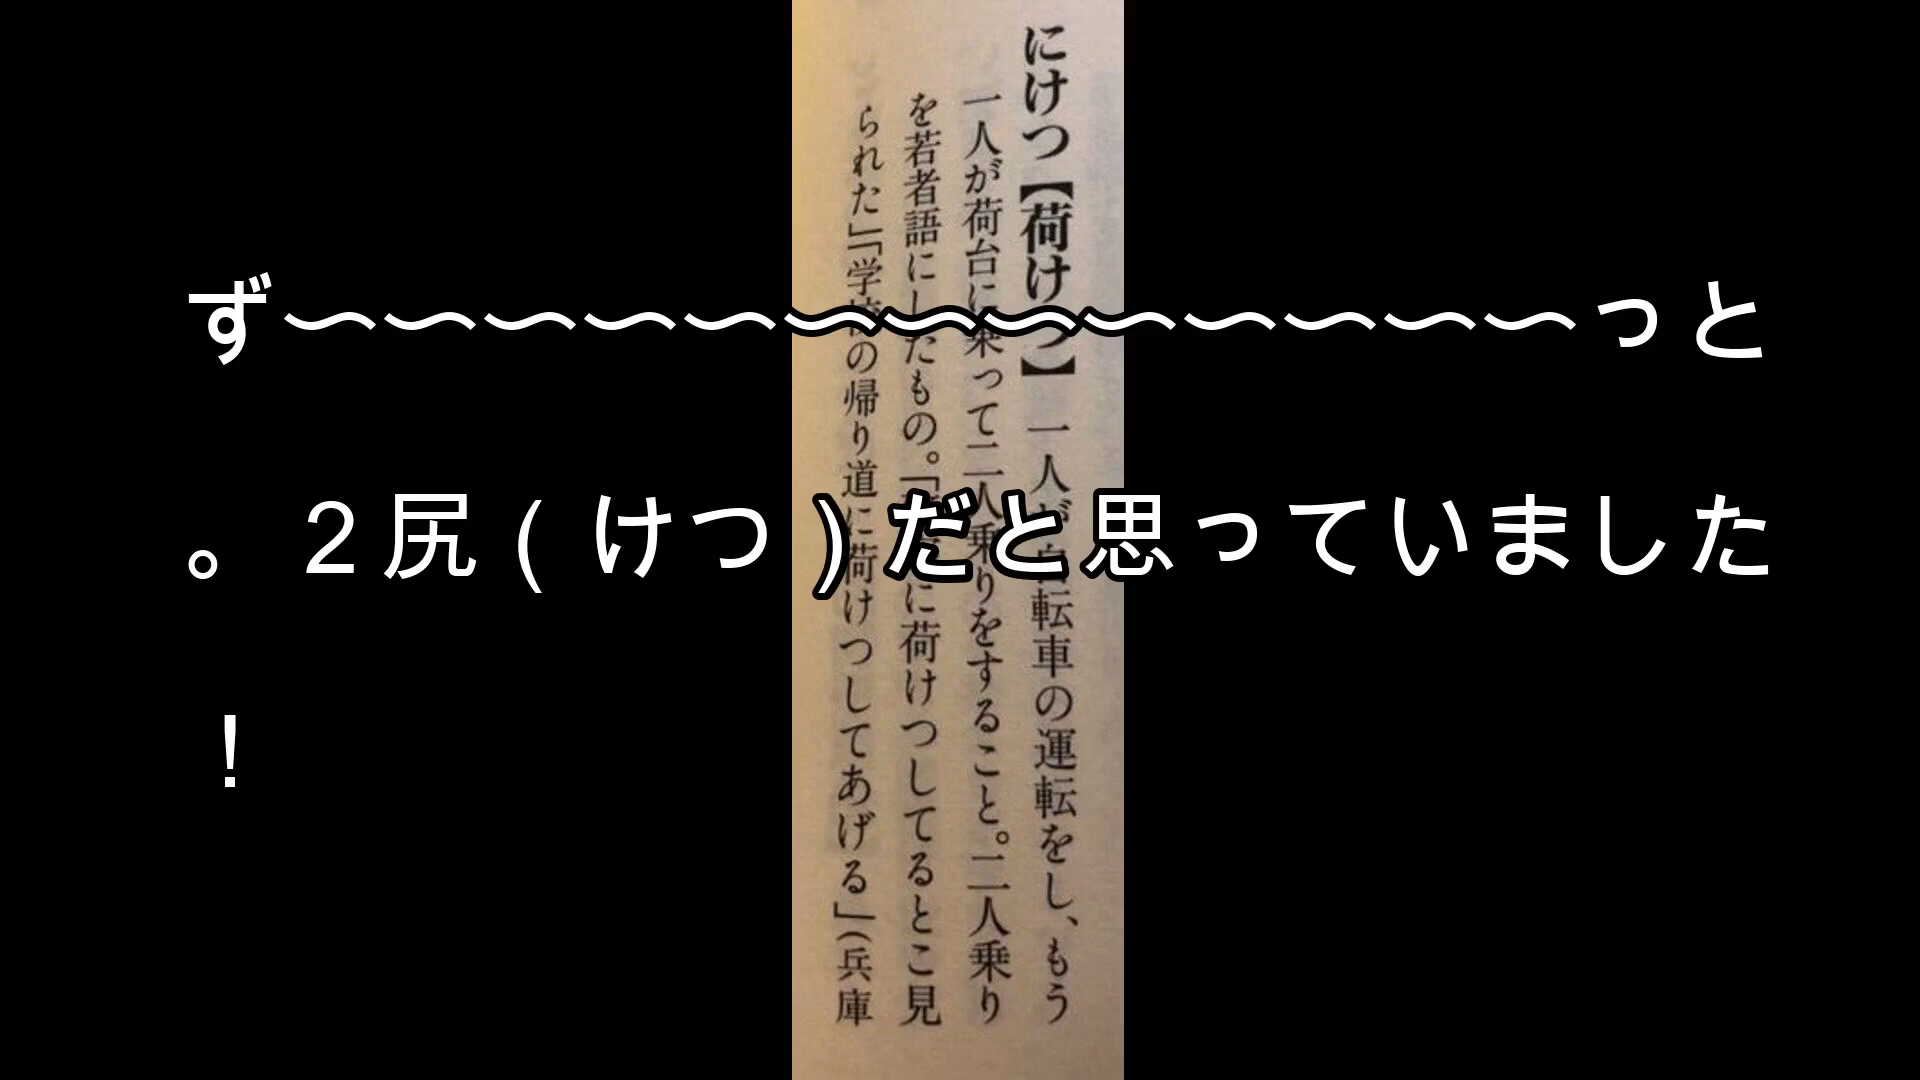 ず〜〜〜〜〜〜〜〜〜〜〜〜〜っと
。2尻(けつ)だと思っていました
!
にけつ【荷けつ】一人が自転車の運転をし、もう
一人が荷台に乗って二人乗りをすること。二人乗り
を若者語にしたもの。「に荷けつしてるとこ見
られた」「学校の帰り道に荷けつしてあげる」(兵庫